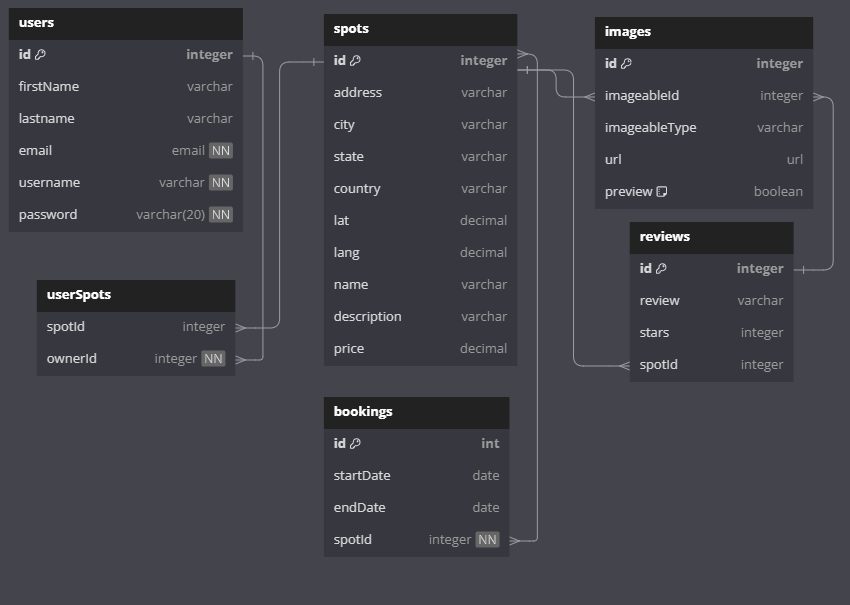 users
id integer
firstName varchar
lastname varchar
email email NN
username varchar NN
password varchar(20) NN
userSpots
spotId integer
ownerId integer NN
spots
id integer
address varchar
city varchar
state varchar
country varchar
lat decimal
lang decimal
name varchar
description varchar
price decimal
bookings
id int
startDate date
endDate date
spotId integer NN
images
id integer
imageableId integer
imageableType varchar
url url
preview boolean
reviews
id integer
review varchar
stars integer
spotId integer